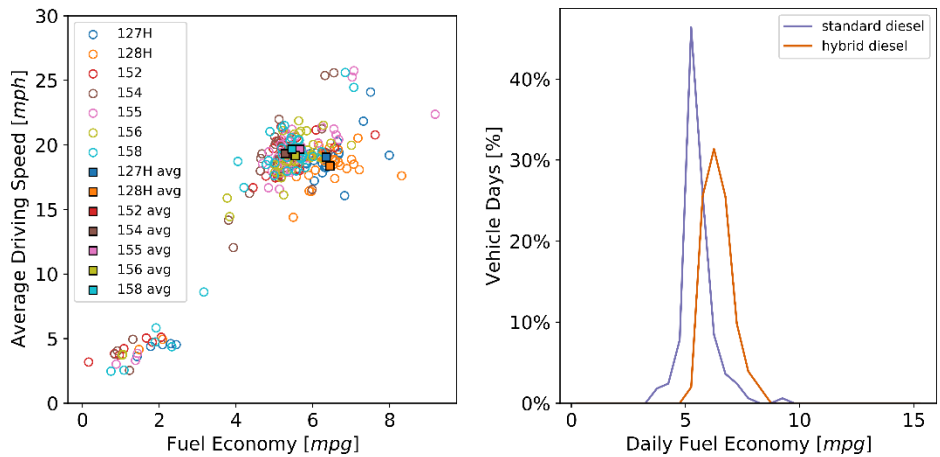 30
25
20
15
10
5
0
Average Driving Speed [mph]
127H
128H
152
154
155
156
158
127H avg
128H avg
152 avg
154 avg
155 avg
156 avg
158 avg
0 2 4 6 8
Fuel Economy [mpg]
40%
30%
20%
10%
0%
Vehicle Days [%]
standard diesel
hybrid diesel
0 5 10 15
Daily Fuel Economy [mpg]